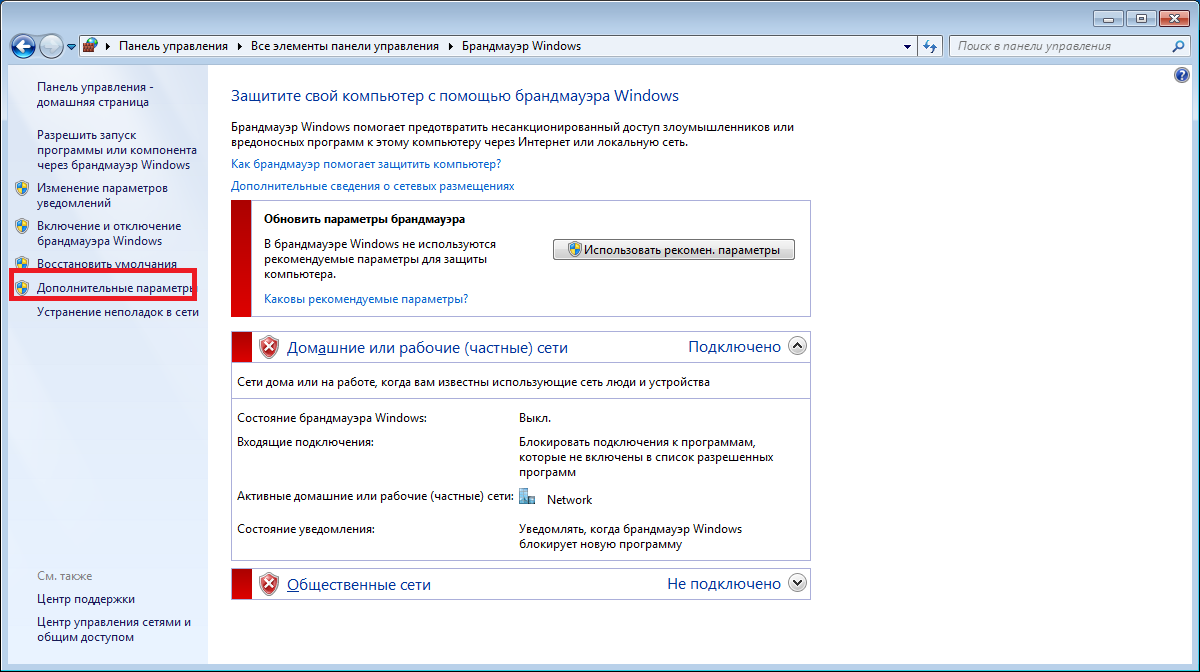 Панель управления
Все элементы панели управления
Брандмауэр Windows
Поиск в панели управления
Панель управления -
домашняя страница
Разрешить запуск
программы или компонента
через брандмауэр Windows
Изменение параметров
уведомлений
Включение и отключение
брандмауэра Windows
Восстановить умолчания
Дополнительные параметры
Устранение неполадок в сети
См. также
Центр поддержки
Центр управления сетями и
общим доступом
Защитите свой компьютер с помощью брандмауэра Windows
Брандмауэр Windows помогает предотвратить несанкционированный доступ злоумышленников или
вредоносных программ к этому компьютеру через Интернет или локальную сеть.
Как брандмауэр помогает защитить компьютер?
Дополнительные сведения о сетевых размещениях
Обновить параметры брандмауэра
В брандмауэре Windows не используются
рекомендуемые параметры для защиты
компьютера.
Использовать рекомен. параметры
Каковы рекомендуемые параметры?
Домашние или рабочие (частные) сети Подключено
Сети дома или на работе, когда вам известны использующие сеть люди и устройства
Состояние брандмауэра Windows: Выкл.
Входящие подключения: Блокировать подключения к программам,
которые не включены в список разрешенных
программ
Активные домашние или рабочие (частные) сети: Network
Состояние уведомления: Уведомлять, когда брандмауэр Windows
блокирует новую программу
Общественные сети Не подключено